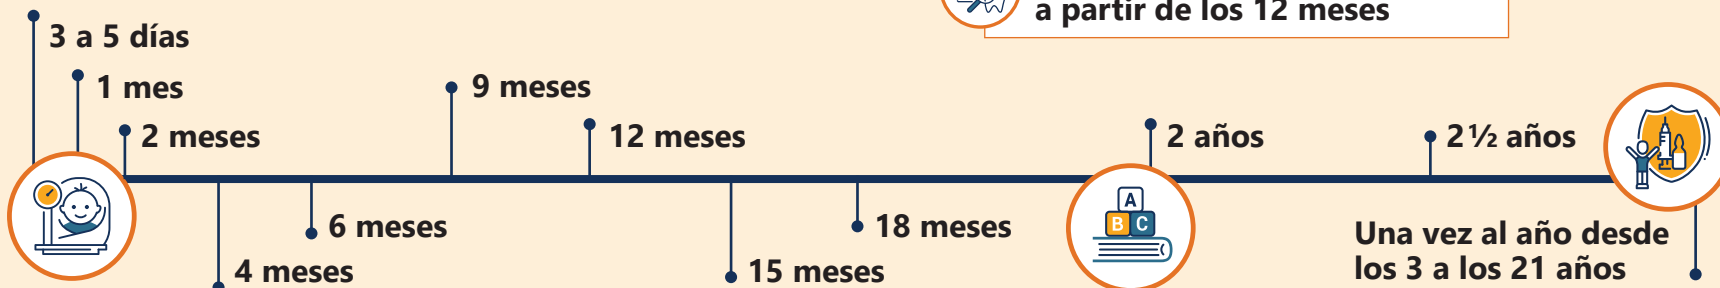 a partir de los 12 meses
3 a 5 días
1 mes
2 meses
4 meses
6 meses
9 meses
12 meses
15 meses
18 meses
A
B C
2 años
2½ años
Una vez al año desde
los 3 a los 21 años